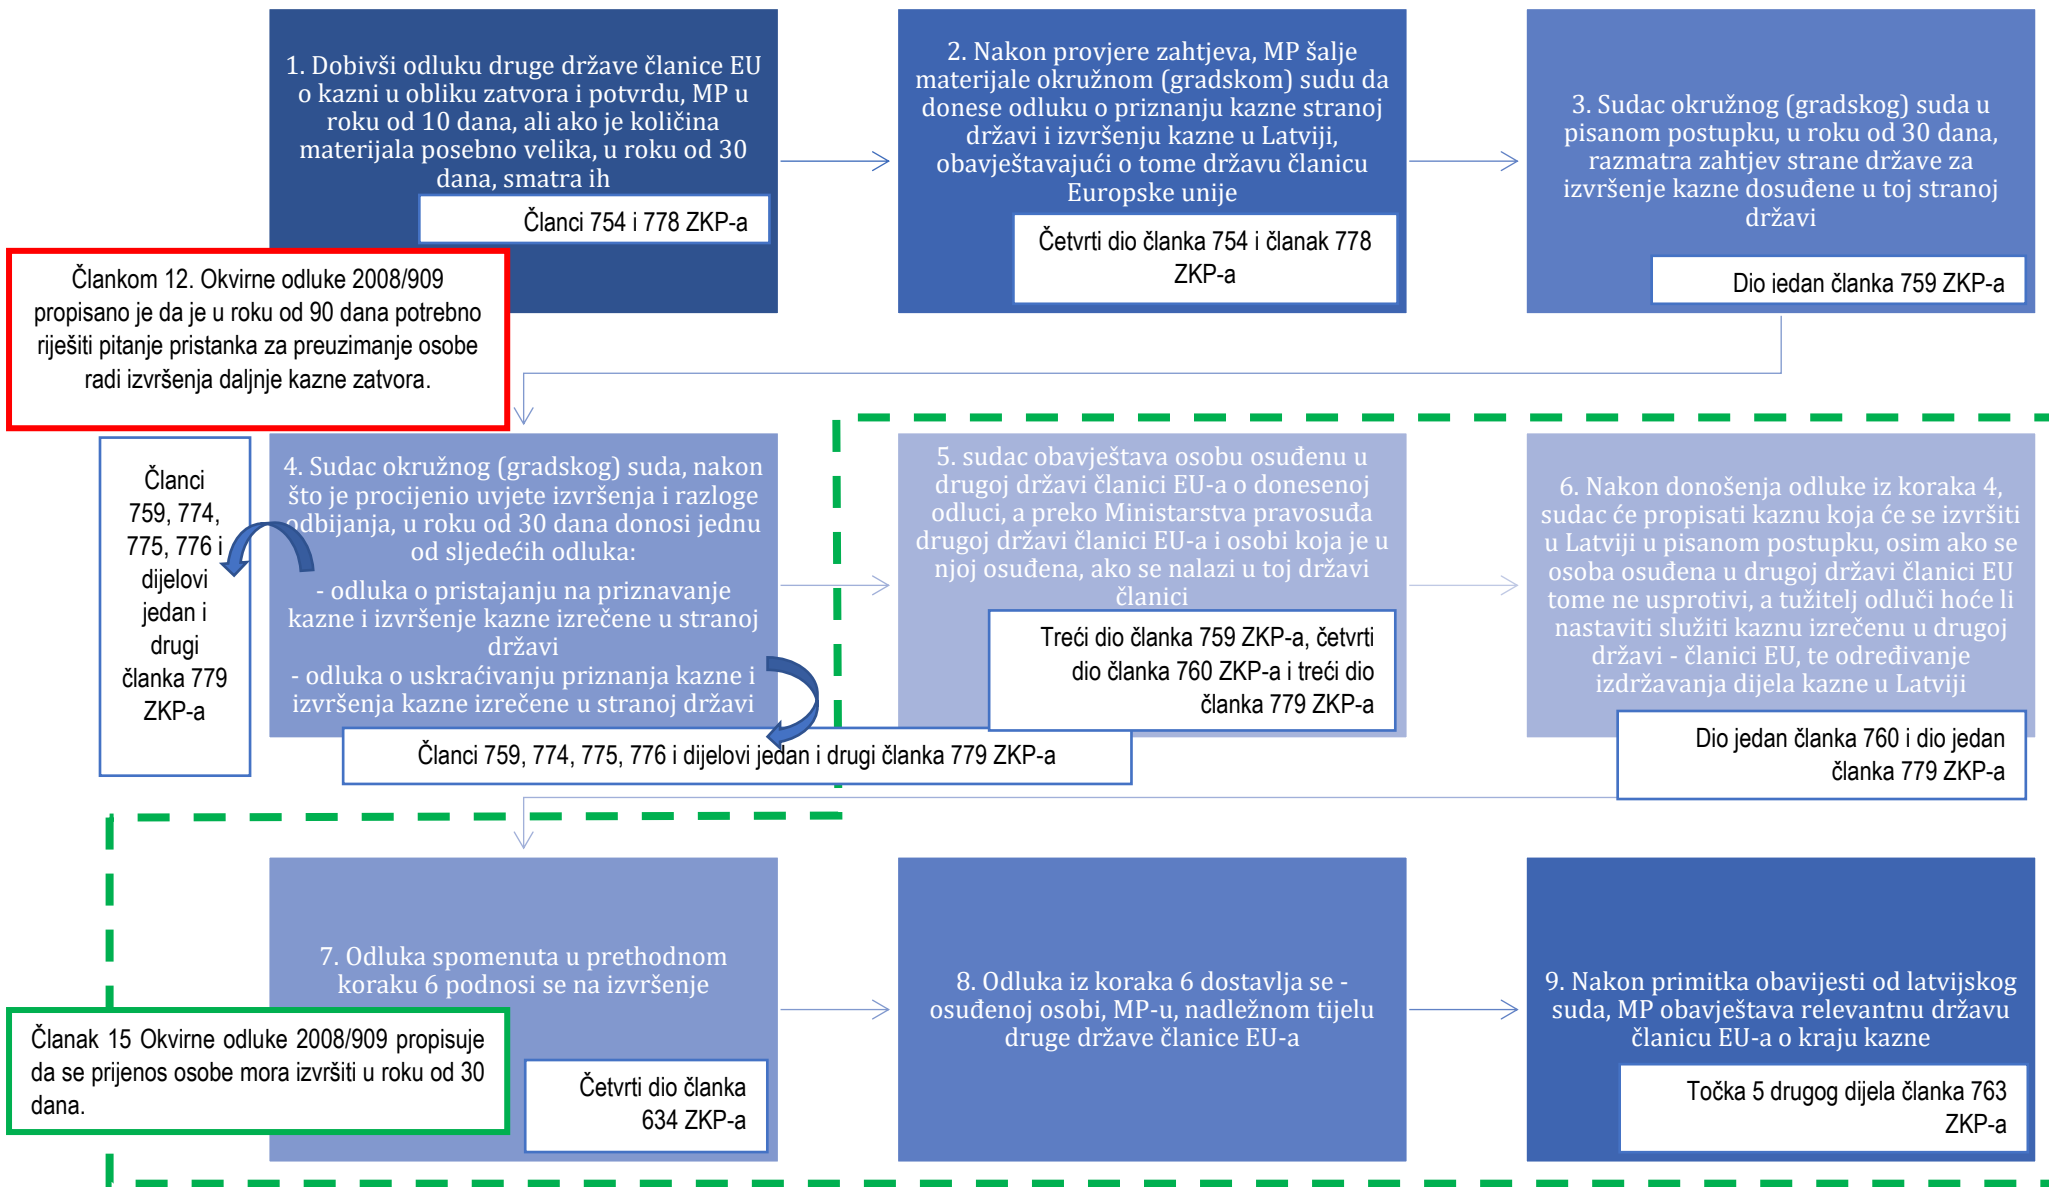 1. Dobivši odluku druge države članice EU
o kazni u obliku zatvora i potvrdu, MP u
roku od 10 dana, ali ako je količina
materijala posebno velika, u roku od 30
dana, smatra ih
Članci 754 i 778 ZKP-a
2. Nakon provjere zahtjeva, MP šalje
materijale okružnom (gradskom) sudu da
donese odluku o priznanju kazne stranoj
državi i izvršenju kazne u Latviji,
obavještavajući o tome državu članicu
Europske unije
Četvrti dio članka 754 i članak 778
ZKP-a
3. Sudac okružnog (gradskog) suda u
pisanom postupku, u roku od 30 dana,
razmatra zahtjev strane države za
izvršenje kazne dosuđene u toj stranoj
državi
Dio jedan članka 759 ZKP-a
Člankom 12. Okvirne odluke 2008/909
propisano je da je u roku od 90 dana potrebno
riješiti pitanje pristanka za preuzimanje osobe
radi izvršenja daljnje kazne zatvora.
Članci
759, 774,
775, 776 i
dijelovi
jedan i
drugi
članka 779
ZKP-a
4. Sudac okružnog (gradskog) suda, nakon
što je procijenio uvjete izvršenja i razloge
odbijanja, u roku od 30 dana donosi jednu
od sljedećih odluka:
- odluka o pristajanju na priznavanje
kazne i izvršenje kazne izrečene u stranoj
državi
- odluka o uskraćivanju priznanja kazne i
izvršenja kazne izrečene u stranoj državi
Članci 759, 774, 775, 776 i dijelovi jedan i drugi članka 779 ZKP-a
5. sudac obavještava osobu osuđenu u
drugoj državi članici EU-a o donesenoj
odluci, a preko Ministarstva pravosuđa
drugoj državi članici EU-a i osobi koja je u
njoj osuđena, ako se nalazi u toj državi
članici
Treći dio članka 759 ZKP-a, četvrti
dio članka 760 ZKP-a i treći dio
članka 779 ZKP-a
6. Nakon donošenja odluke iz koraka 4,
sudac će propisati kaznu koja će se izvršiti
u Latviji u pisanom postupku, osim ako se
osoba osuđena u drugoj državi članici EU
tome ne usprotivi, a tužitelj odluči hoće li
nastaviti služiti kaznu izrečenu u drugoj
državi - članici EU, te određivanje
izdržavanja dijela kazne u Latviji
Dio jedan članka 760 i dio jedan
članka 779 ZKP-a
7. Odluka spomenuta u prethodnom
koraku 6 podnosi se na izvršenje
Članak 15 Okvirne odluke 2008/909 propisuje
da se prijenos osobe mora izvršiti u roku od 30
dana.
Četvrti dio članka
634 ZKP-a
8. Odluka iz koraka 6 dostavlja se -
osuđenoj osobi, MP-u, nadležnom tijelu
druge države članice EU-a
9. Nakon primitka obavijesti od latvijskog
suda, MP obavještava relevantnu državu
članicu EU-a o kraju kazne
Točka 5 drugog dijela članka 763
ZKP-a